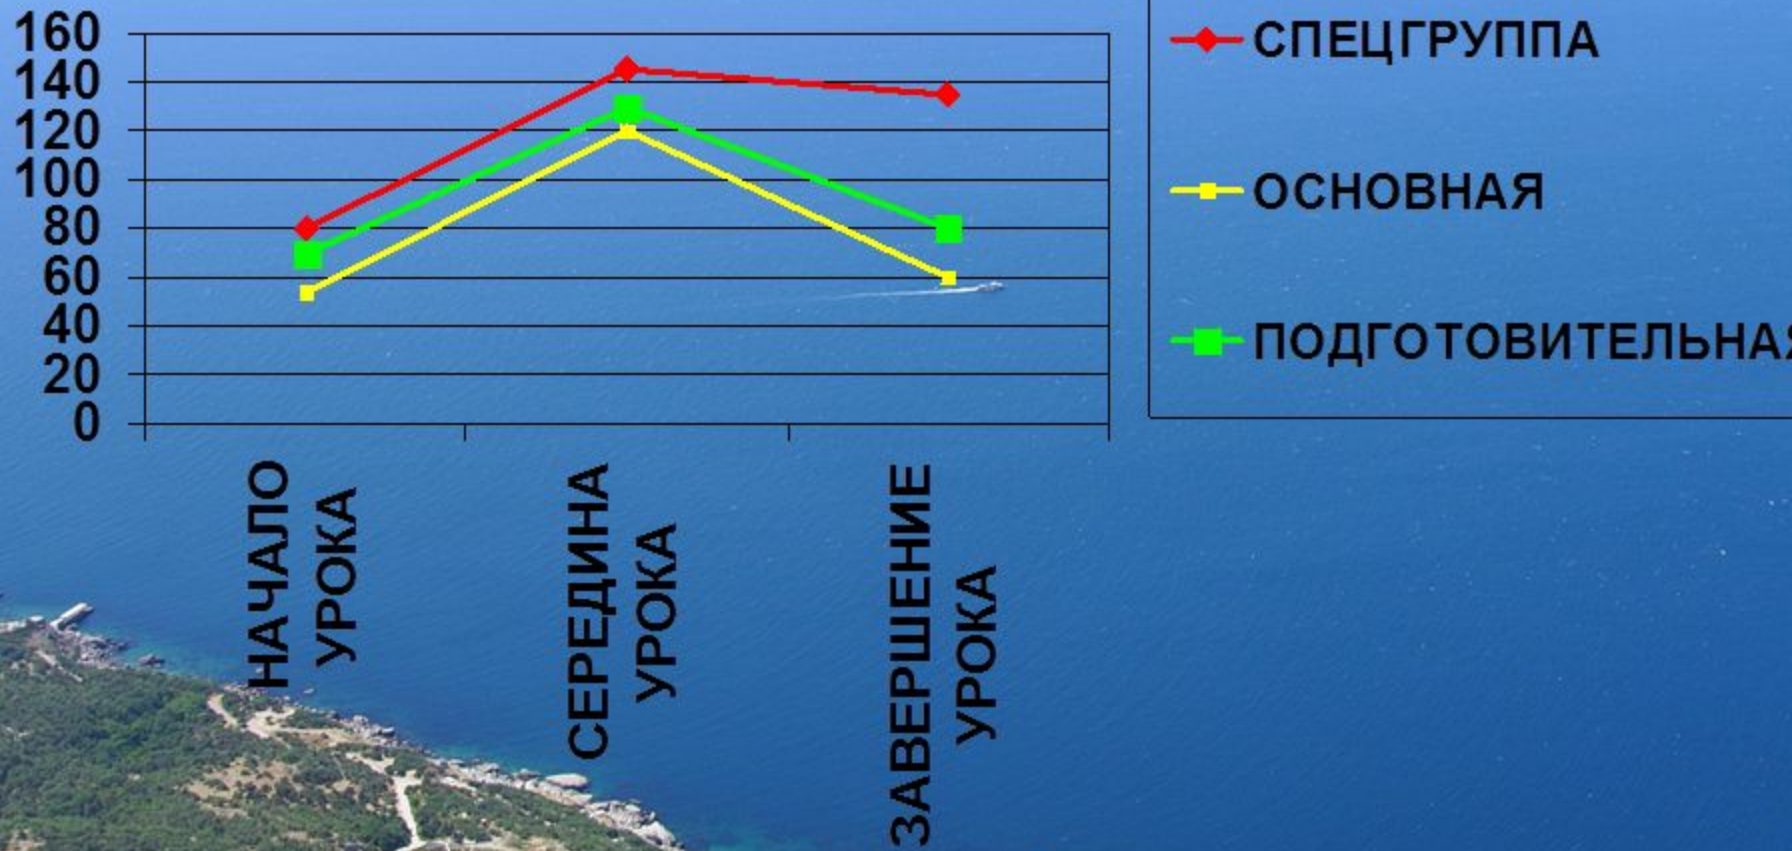 160
140
120
100
80
60
40
20
0
НАЧАЛО
УРОКА
СЕРЕДИНА
УРОКА
ЗАВЕРШЕНИЕ
УРОКА
СПЕЦГРУППА
ОСНОВНАЯ
ПОДГОТОВИТЕЛЬНАЯ